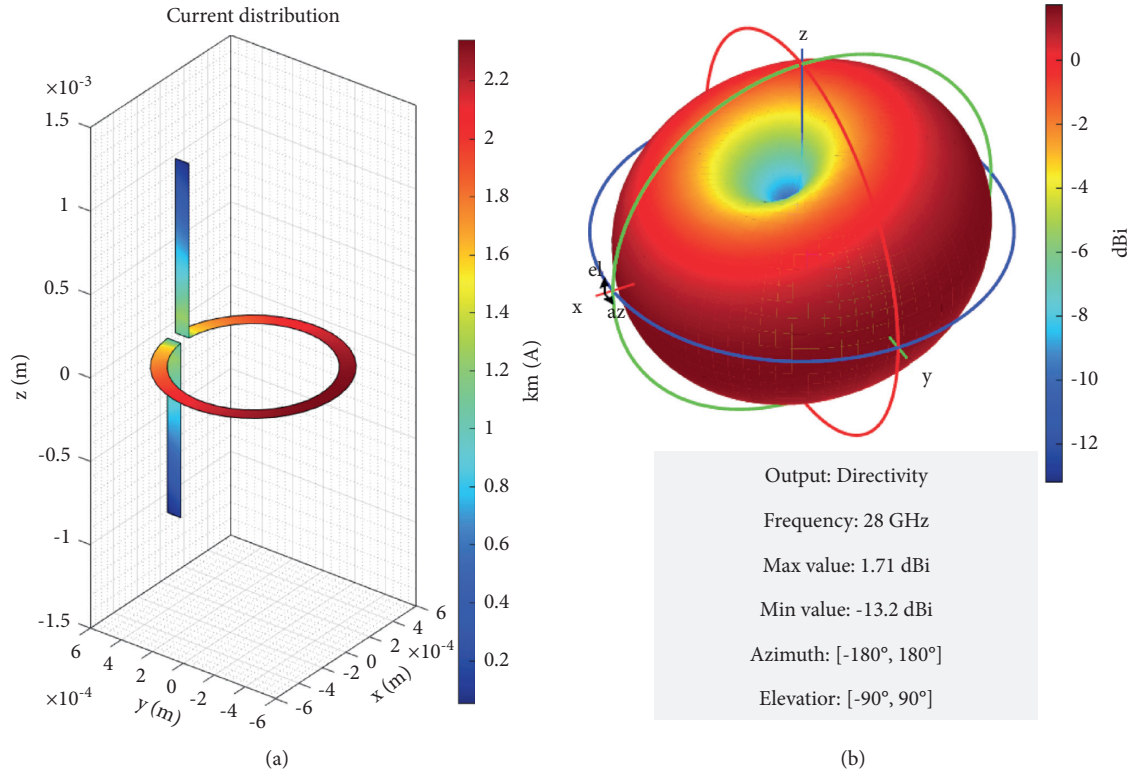 Current distribution
×10⁻³
1.5
1
0.5
0
-0.5
-1
-1.5
z (m)
6
4
2
0
-2
-4
-6
×10⁻⁴
y (m)
-6
-4
-2
0
2
4
6
×10⁻⁴
x (m)
2.2
2
1.8
1.6
1.4
1.2
1
0.8
0.6
0.4
0.2
km (A)
(a)
z
el
x
az
y
0
-2
-4
-6
-8
-10
-12
dBi
Output: Directivity
Frequency: 28 GHz
Max value: 1.71 dBi
Min value: -13.2 dBi
Azimuth: [-180°, 180°]
Elevatior: [-90°, 90°]
(b)